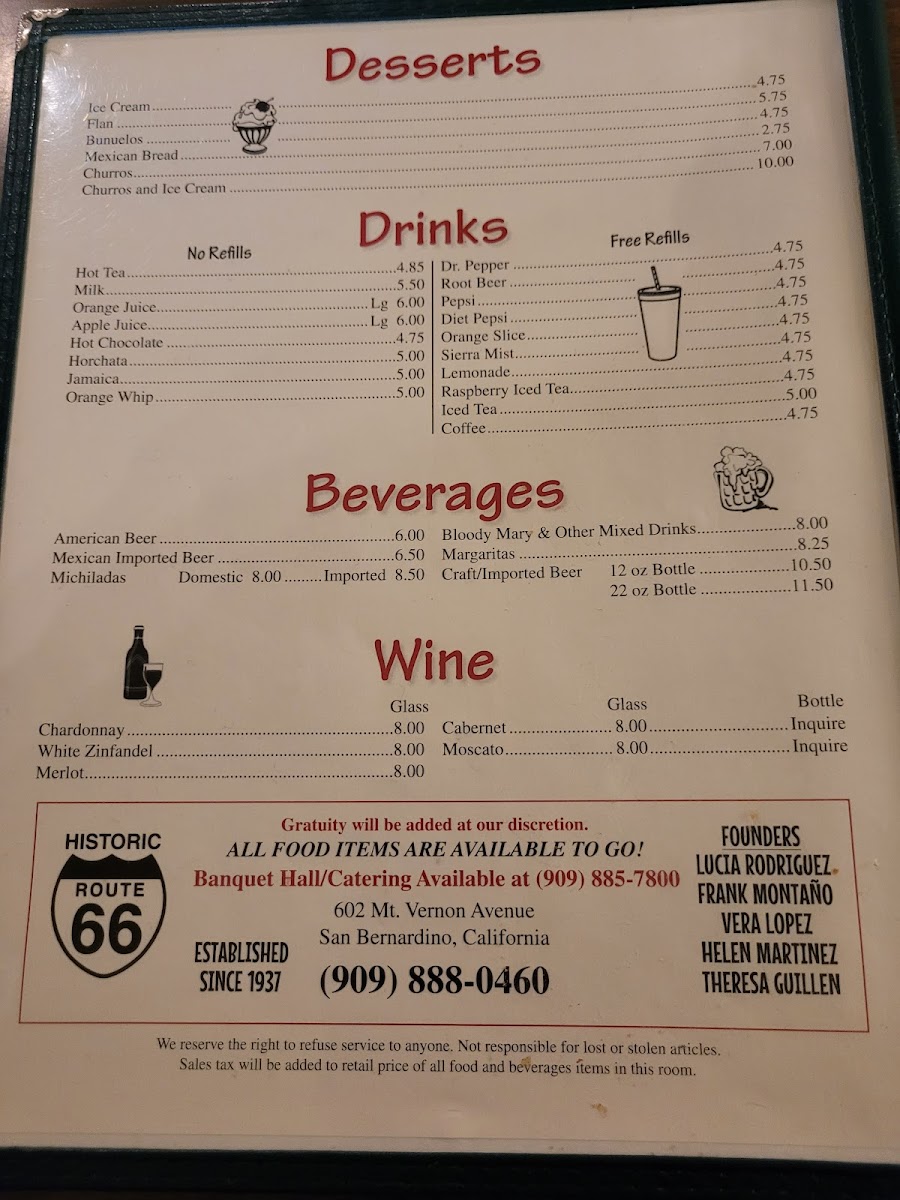 Desserts
Ice Cream 4.75
Flan 5.75
Bunuelos 4.75
Mexican Bread 2.75
Churros 7.00
Churros and Ice Cream 10.00
Drinks
No Refills
Hot Tea 4.85
Milk 5.50
Orange Juice Lg 6.00
Apple Juice Lg 6.00
Hot Chocolate 4.75
Horchata 5.00
Jamaica 5.00
Orange Whip 5.00
Free Refills
Dr. Pepper 4.75
Root Beer 4.75
Pepsi 4.75
Diet Pepsi 4.75
Orange Slice 4.75
Sierra Mist 4.75
Lemonade 4.75
Raspberry Iced Tea 4.75
Iced Tea 5.00
Coffee 4.75
Beverages
American Beer 6.00
Mexican Imported Beer 6.50
Michiladas Domestic 8.00 Imported 8.50
Bloody Mary & Other Mixed Drinks 8.00
Margaritas 8.25
Craft/Imported Beer 12 oz Bottle 10.50
22 oz Bottle 11.50
Wine
Glass
Chardonnay 8.00
White Zinfandel 8.00
Merlot 8.00
Glass Bottle
Cabernet 8.00 Inquire
Moscato 8.00 Inquire
HISTORIC
ROUTE
66
Gratuity will be added at our discretion.
ALL FOOD ITEMS ARE AVAILABLE TO GO!
Banquet Hall/Catering Available at (909) 885-7800
602 Mt. Vernon Avenue
San Bernardino, California
ESTABLISHED
SINCE 1937
(909) 888-0460
FOUNDERS
LUCIA RODRIGUEZ
FRANK MONTAÑO
VERA LOPEZ
HELEN MARTINEZ
THERESA GUILLEN
We reserve the right to refuse service to anyone. Not responsible for lost or stolen articles.
Sales tax will be added to retail price of all food and beverages items in this room.